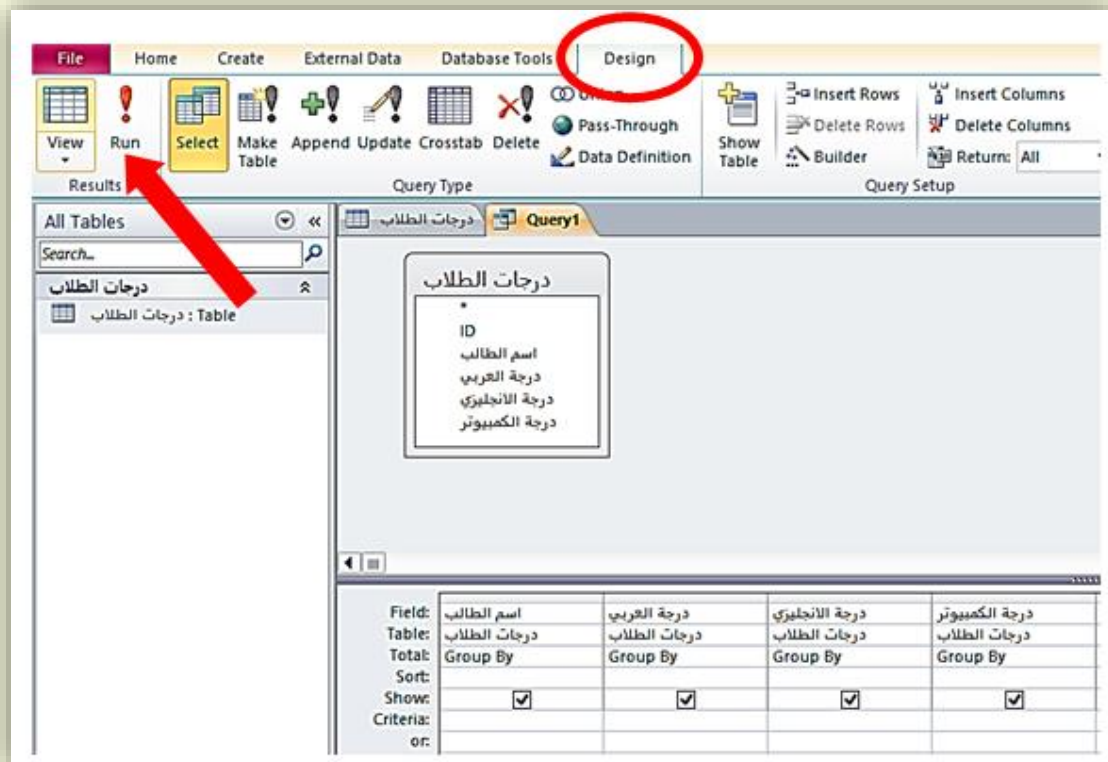 File Home Create External Data Database Tools Design
View
Run
Select
Make Table
Append
Update
Crosstab
Delete
Union
Pass-Through
Data Definition
Show Table
Insert Rows
Delete Rows
Builder
Insert Columns
Delete Columns
Return: All
Results
Query Type
Query Setup
All Tables
Search...
درجات الطلاب
درجات الطلاب : Table
درجات الطلاب
Query1
درجات الطلاب
*
ID
اسم الطالب
درجة العربي
درجة الانجليزي
درجة الكمبيوتر
Field: اسم الطالب درجة العربي درجة الانجليزي درجة الكمبيوتر
Table: درجات الطلاب درجات الطلاب درجات الطلاب درجات الطلاب
Total: Group By Group By Group By Group By
Sort:
Show:
Criteria:
or: